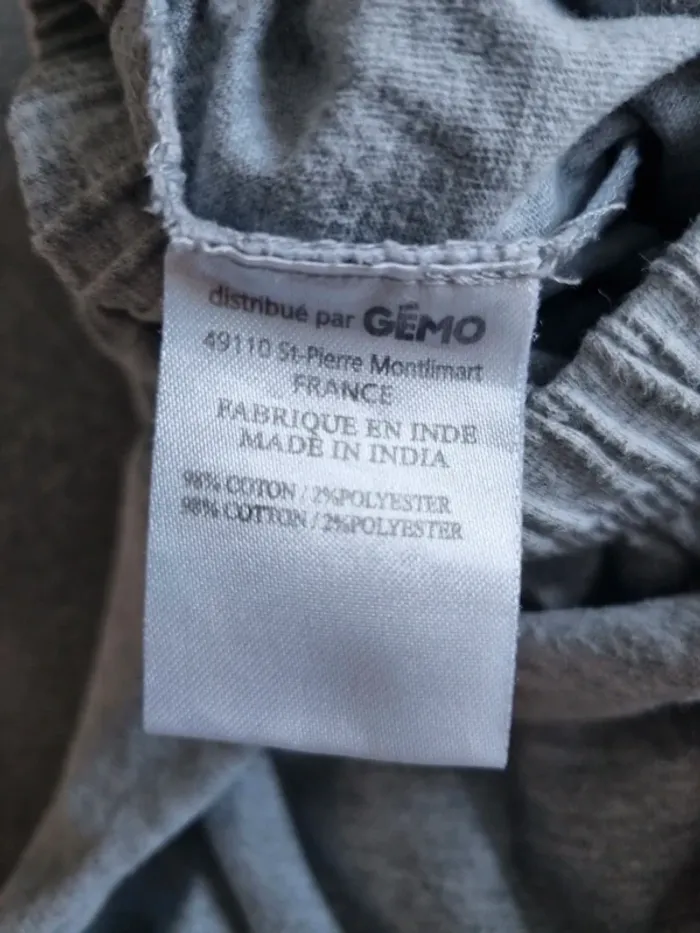 distribué par GÉMO
49110 St-Pierre Montlimart
FRANCE
FABRIQUE EN INDE
MADE IN INDIA
98% COTON / 2%POLYESTER
98% COTTON / 2%POLYESTER